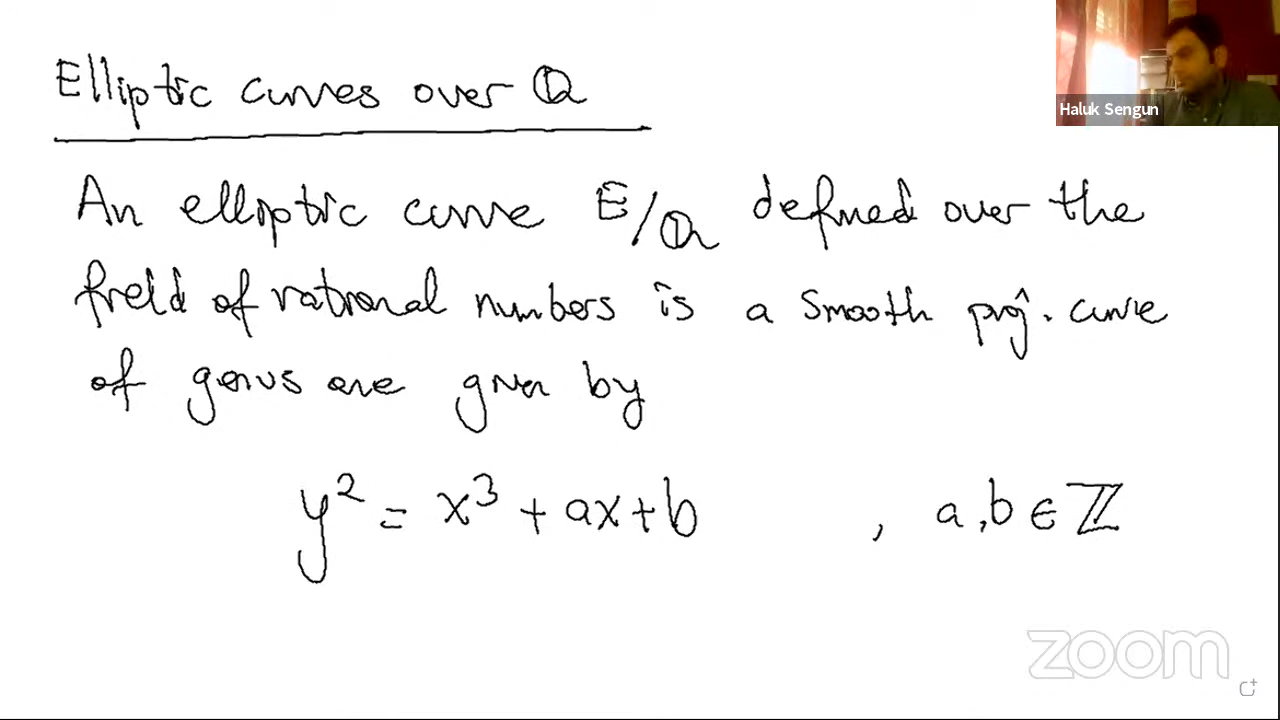 Elliptic curves over ℚ
Haluk Sengun
An elliptic curve E/ℚ defined over the
field of rational numbers is a smooth proj. curve
of genus one given by
y² = x³ + ax + b , a, b ∈ ℤ
zoom